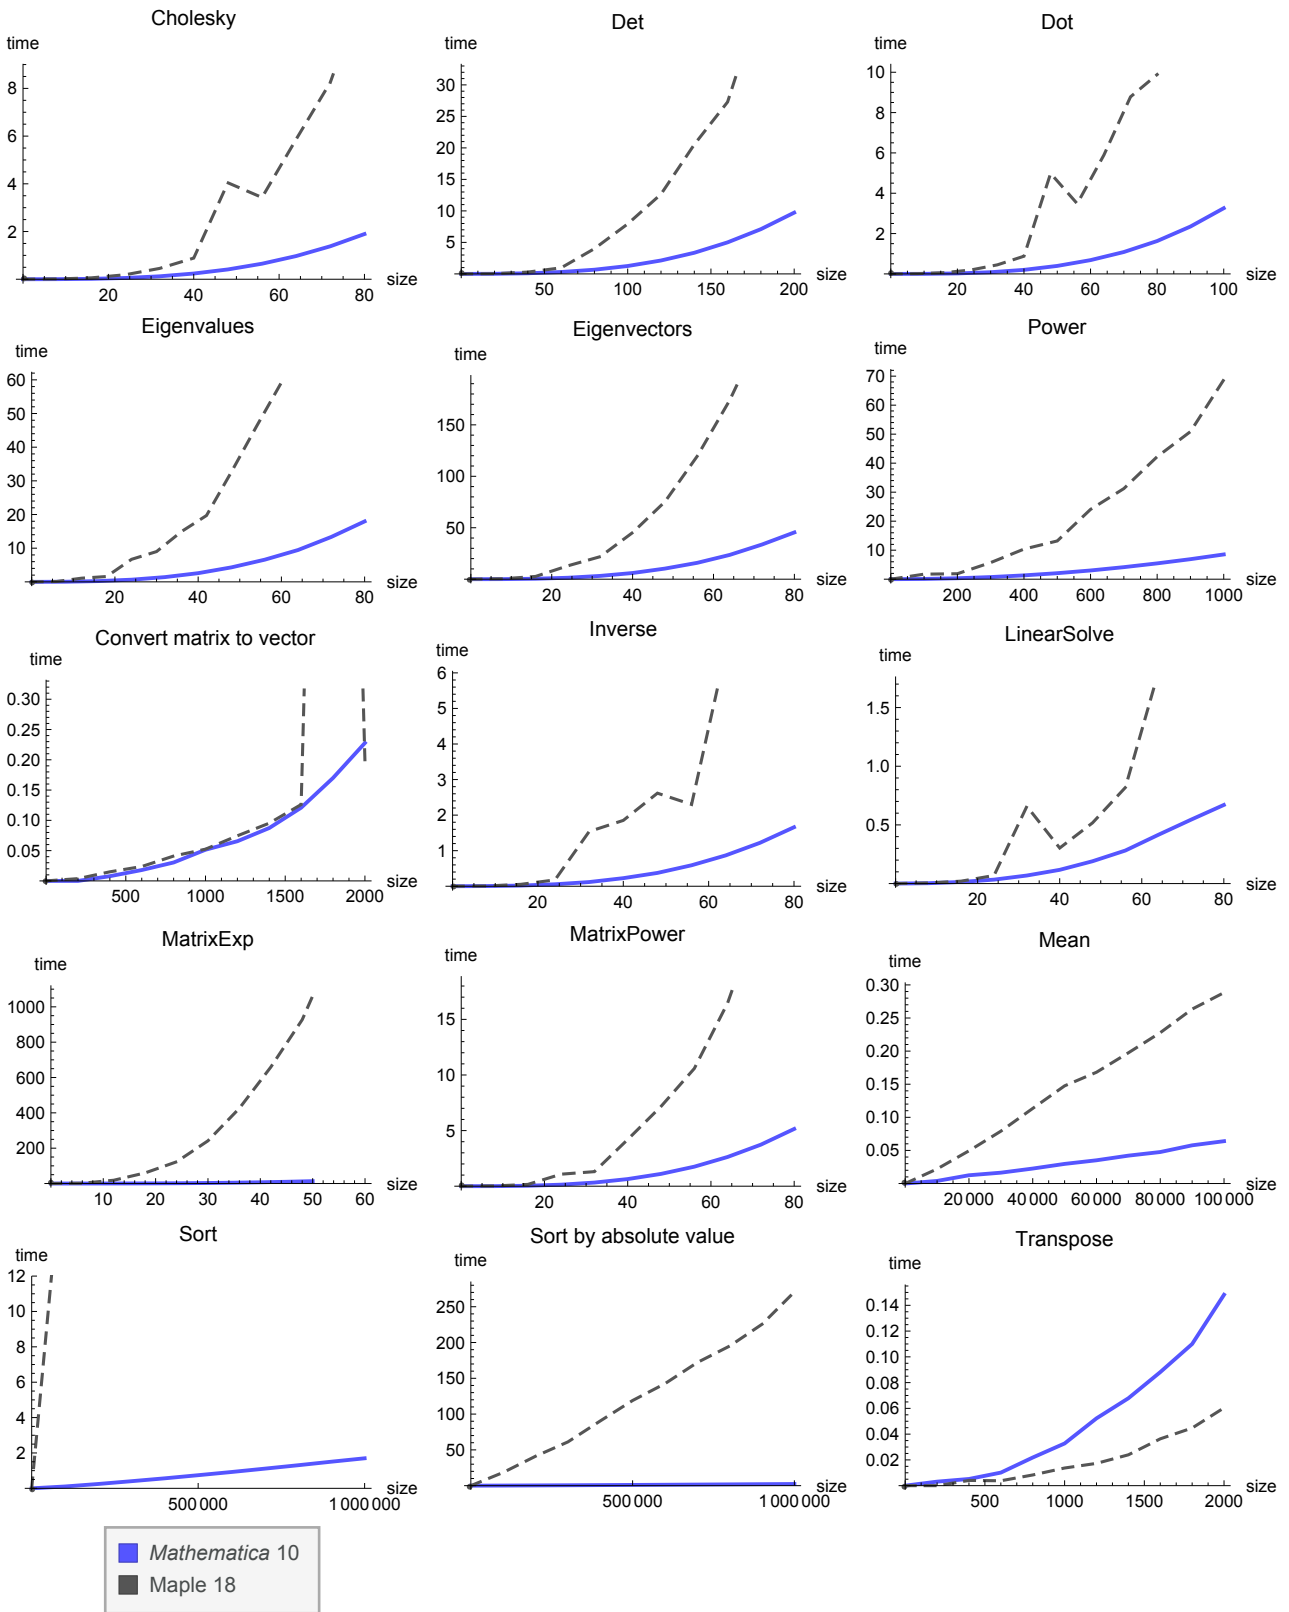 Cholesky
time
8
6
4
2
20 40 60 80
size
Det
time
30
25
20
15
10
5
50 100 150 200
size
Dot
time
10
8
6
4
2
20 40 60 80 100
size
Eigenvalues
time
60
50
40
30
20
10
20 40 60 80
size
Eigenvectors
time
150
100
50
20 40 60 80
size
Power
time
70
60
50
40
30
20
10
200 400 600 800 1000
size
Convert matrix to vector
time
0.30
0.25
0.20
0.15
0.10
0.05
500 1000 1500 2000
size
Inverse
time
6
5
4
3
2
1
20 40 60 80
size
LinearSolve
time
1.5
1.0
0.5
20 40 60 80
size
MatrixExp
time
1000
800
600
400
200
10 20 30 40 50 60
size
MatrixPower
time
15
10
5
20 40 60 80
size
Mean
time
0.30
0.25
0.20
0.15
0.10
0.05
20 000 40 000 60 000 80 000 100 000
size
Sort
time
12
10
8
6
4
2
500 000 1 000 000
size
Sort by absolute value
time
250
200
150
100
50
500 000 1 000 000
size
Transpose
time
0.14
0.12
0.10
0.08
0.06
0.04
0.02
500 1000 1500 2000
size
Mathematica 10
Maple 18